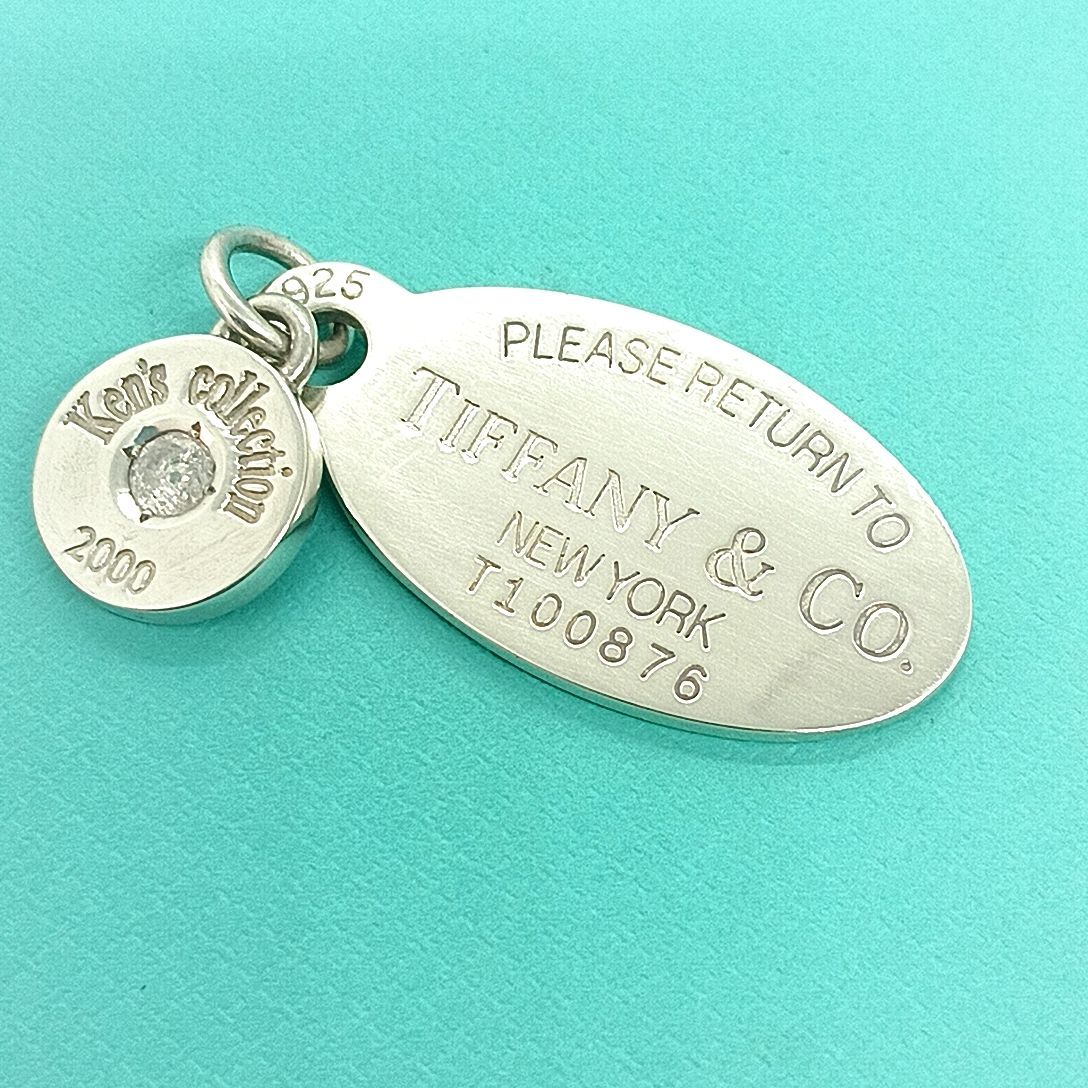 Ken's collection
2000
925
PLEASE RETURN TO
TIFFANY & CO.
NEW YORK
T100876